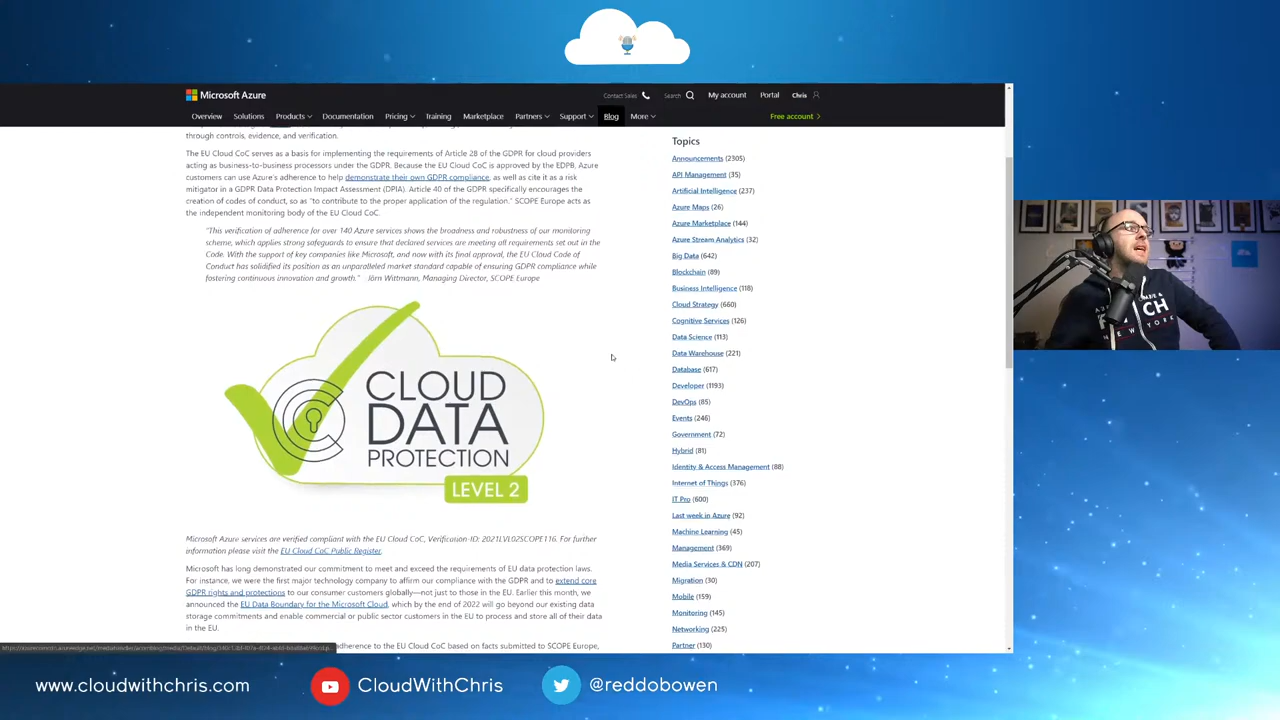 Microsoft Azure
Contact Sales
Search
My account
Portal
Chris
Overview
Solutions
Products
Documentation
Pricing
Training
Marketplace
Partners
Support
Blog
More
Free account
through controls, evidence, and verification.
The EU Cloud CoC serves as a basis for implementing the requirements of Article 28 of the GDPR for cloud providers
acting as business-to-business processors under the GDPR. Because the EU Cloud CoC is approved by the EDPB, Azure
customers can use Azure's adherence to help demonstrate their own GDPR compliance, as well as cite it as a risk
mitigator in a GDPR Data Protection Impact Assessment (DPIA). Article 40 of the GDPR specifically encourages the
creation of codes of conduct, so as "to contribute to the proper application of the regulation." SCOPE Europe acts as
the independent monitoring body of the EU Cloud CoC.
"This verification of adherence for over 140 Azure services shows the broadness and robustness of our monitoring
scheme, which applies strong safeguards to ensure that declared services are meeting all requirements set out in the
Code. With the support of key companies like Microsoft, and now with its final approval, the EU Cloud Code of
Conduct has solidified its position as an unparalleled market standard capable of ensuring GDPR compliance while
fostering continuous innovation and growth." Jörn Wittmann, Managing Director, SCOPE Europe
CLOUD
DATA
PROTECTION
LEVEL 2
Microsoft Azure services are verified compliant with the EU Cloud CoC, Verification-ID: 2021LVL02SCOPE116. For further
information please visit the EU Cloud CoC Public Register.
Microsoft has long demonstrated our commitment to meet and exceed the requirements of EU data protection laws.
For instance, we were the first major technology company to affirm our compliance with the GDPR and to extend core
GDPR rights and protections to our consumer customers globally—not just to those in the EU. Earlier this month, we
announced the EU Data Boundary for the Microsoft Cloud, which by the end of 2022 will go beyond our existing data
storage commitments and enable commercial or public sector customers in the EU to process and store all of their data
in the EU.
adherence to the EU Cloud CoC based on facts submitted to SCOPE Europe,
Topics
Announcements (2305)
API Management (35)
Artificial Intelligence (237)
Azure Maps (26)
Azure Marketplace (144)
Azure Stream Analytics (32)
Big Data (642)
Blockchain (89)
Business Intelligence (118)
Cloud Strategy (660)
Cognitive Services (126)
Data Science (113)
Data Warehouse (221)
Database (617)
Developer (1193)
DevOps (85)
Events (246)
Government (72)
Hybrid (81)
Identity & Access Management (88)
Internet of Things (376)
IT Pro (600)
Last week in Azure (92)
Machine Learning (45)
Management (369)
Media Services & CDN (207)
Migration (30)
Mobile (159)
Monitoring (145)
Networking (225)
Partner (130)
NEW YORK
www.cloudwithchris.com
CloudWithChris
@reddobowen